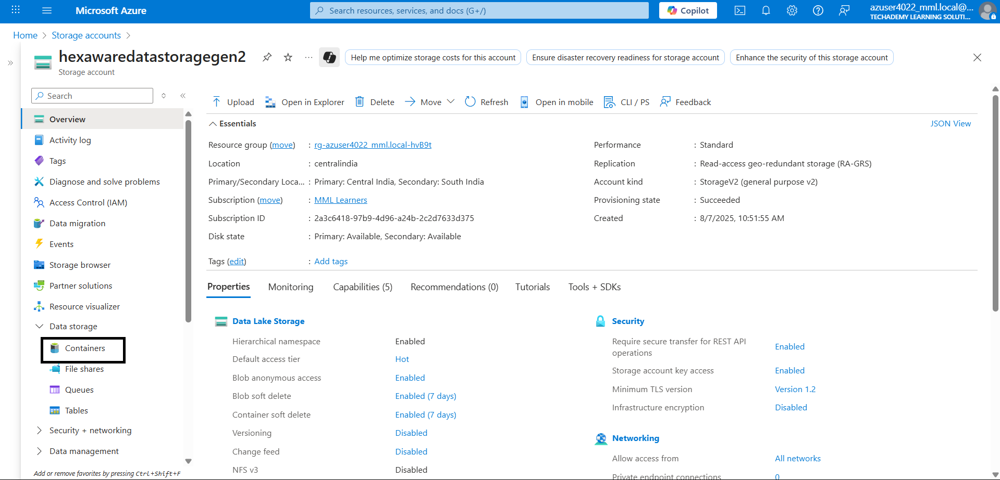 Microsoft Azure
Search resources, services, and docs (G+/)
Copilot
azuser4022_mml.local@...
TECHADEMY LEARNING SOLUTI...
Home > Storage accounts >
hexawaredatastoragegen2
Storage account
Help me optimize storage costs for this account
Ensure disaster recovery readiness for storage account
Enhance the security of this storage account
Search
Overview
Activity log
Tags
Diagnose and solve problems
Access Control (IAM)
Data migration
Events
Storage browser
Partner solutions
Resource visualizer
Data storage
Containers
File shares
Queues
Tables
Security + networking
Data management
Add or remove favorites by pressing Ctrl+Shift+F
Upload
Open in Explorer
Delete
Move
Refresh
Open in mobile
CLI / PS
Feedback
Essentials
JSON View
Resource group (move) : rg-azuser4022_mml.local-hvB9t
Location : centralindia
Primary/Secondary Loca... : Primary: Central India, Secondary: South India
Subscription (move) : MML Learners
Subscription ID : 2a3c6418-97b9-4d96-a24b-2c2d7633d375
Disk state : Primary: Available, Secondary: Available
Tags (edit) : Add tags
Performance : Standard
Replication : Read-access geo-redundant storage (RA-GRS)
Account kind : StorageV2 (general purpose v2)
Provisioning state : Succeeded
Created : 8/7/2025, 10:51:55 AM
Properties
Monitoring
Capabilities (5)
Recommendations (0)
Tutorials
Tools + SDKs
Data Lake Storage
Hierarchical namespace Enabled
Default access tier Hot
Blob anonymous access Enabled
Blob soft delete Enabled (7 days)
Container soft delete Enabled (7 days)
Versioning Disabled
Change feed Disabled
NFS v3 Disabled
Security
Require secure transfer for REST API
operations Enabled
Storage account key access Enabled
Minimum TLS version Version 1.2
Infrastructure encryption Disabled
Networking
Allow access from All networks
Private endpoint connections 0